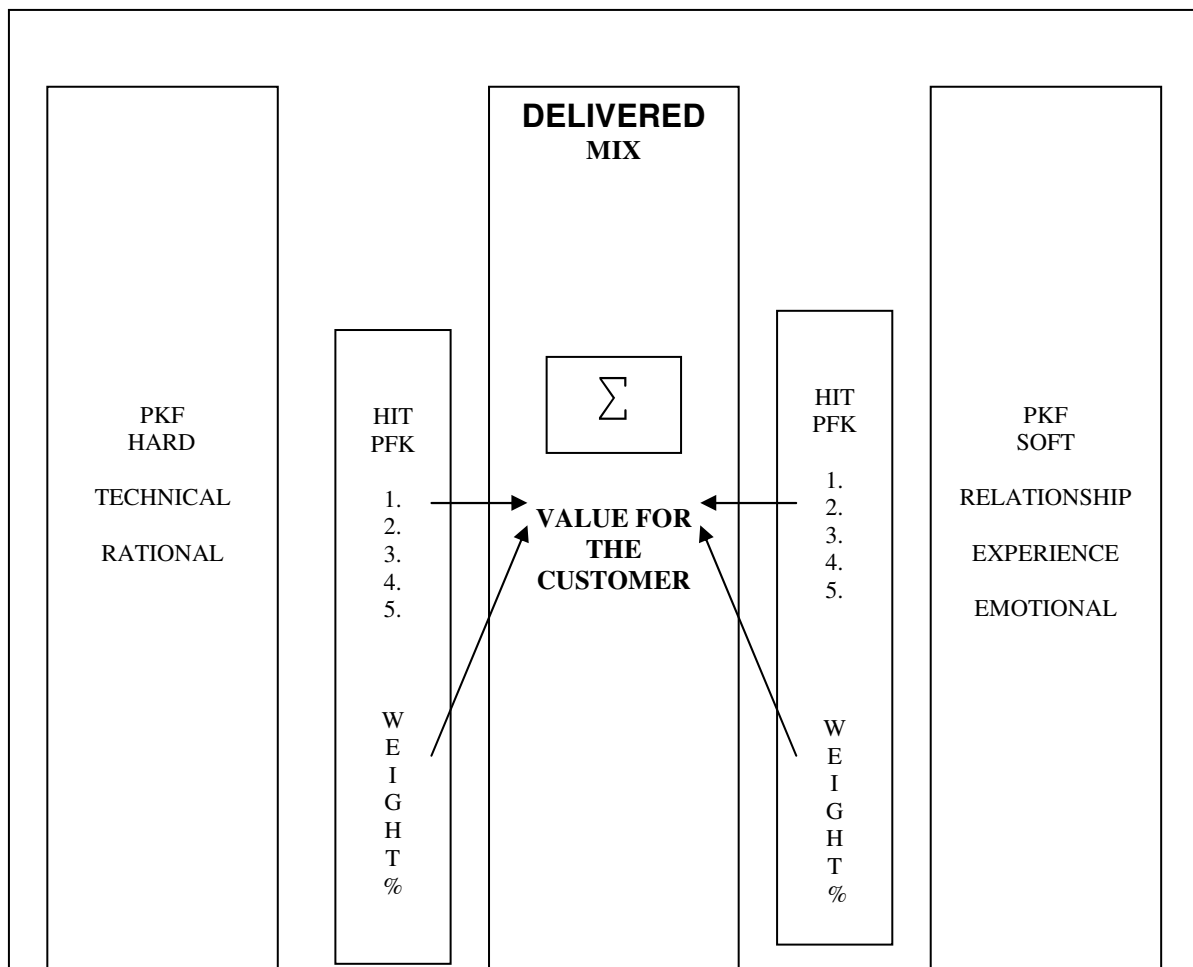 PKF
HARD
TECHNICAL
RATIONAL
HIT
PFK
1.
2.
3.
4.
5.
W
E
I
G
H
T
%
DELIVERED
MIX
Σ
VALUE FOR
THE
CUSTOMER
HIT
PFK
1.
2.
3.
4.
5.
W
E
I
G
H
T
%
PKF
SOFT
RELATIONSHIP
EXPERIENCE
EMOTIONAL